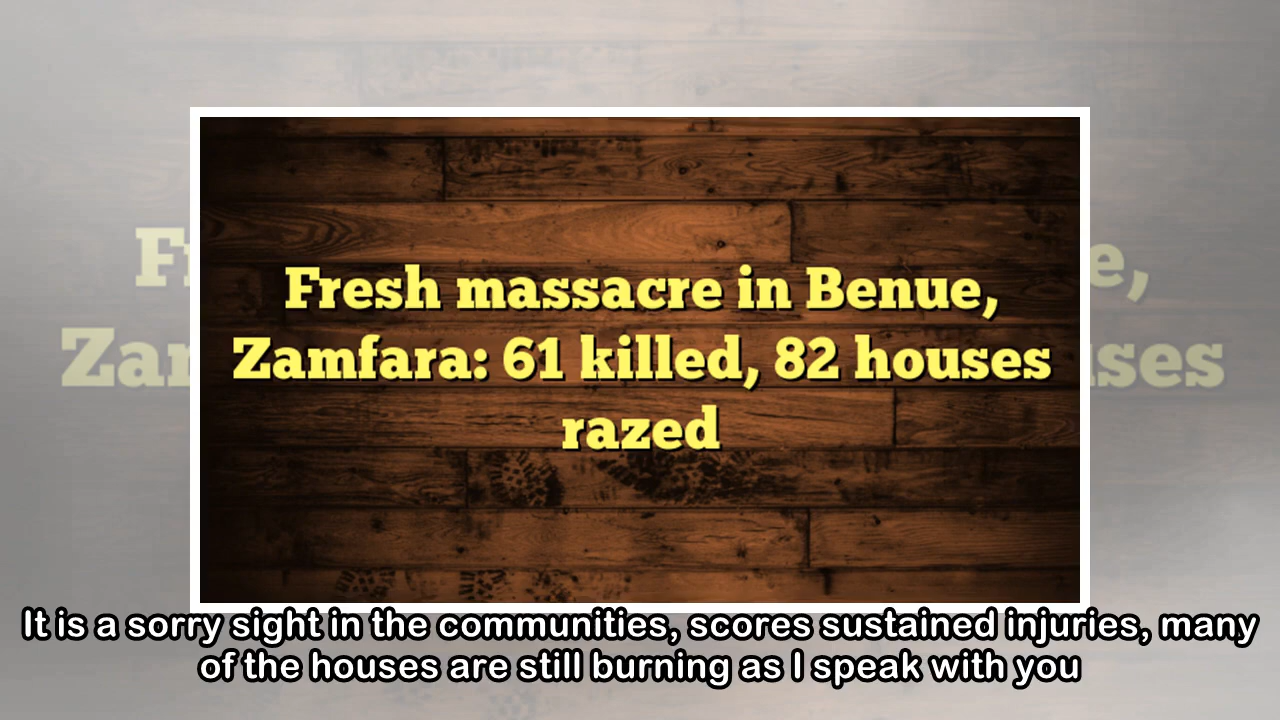 Fresh massacre in Benue,
Zamfara: 61 killed, 82 houses
razed
It is a sorry sight in the communities, scores sustained injuries, many
of the houses are still burning as I speak with you